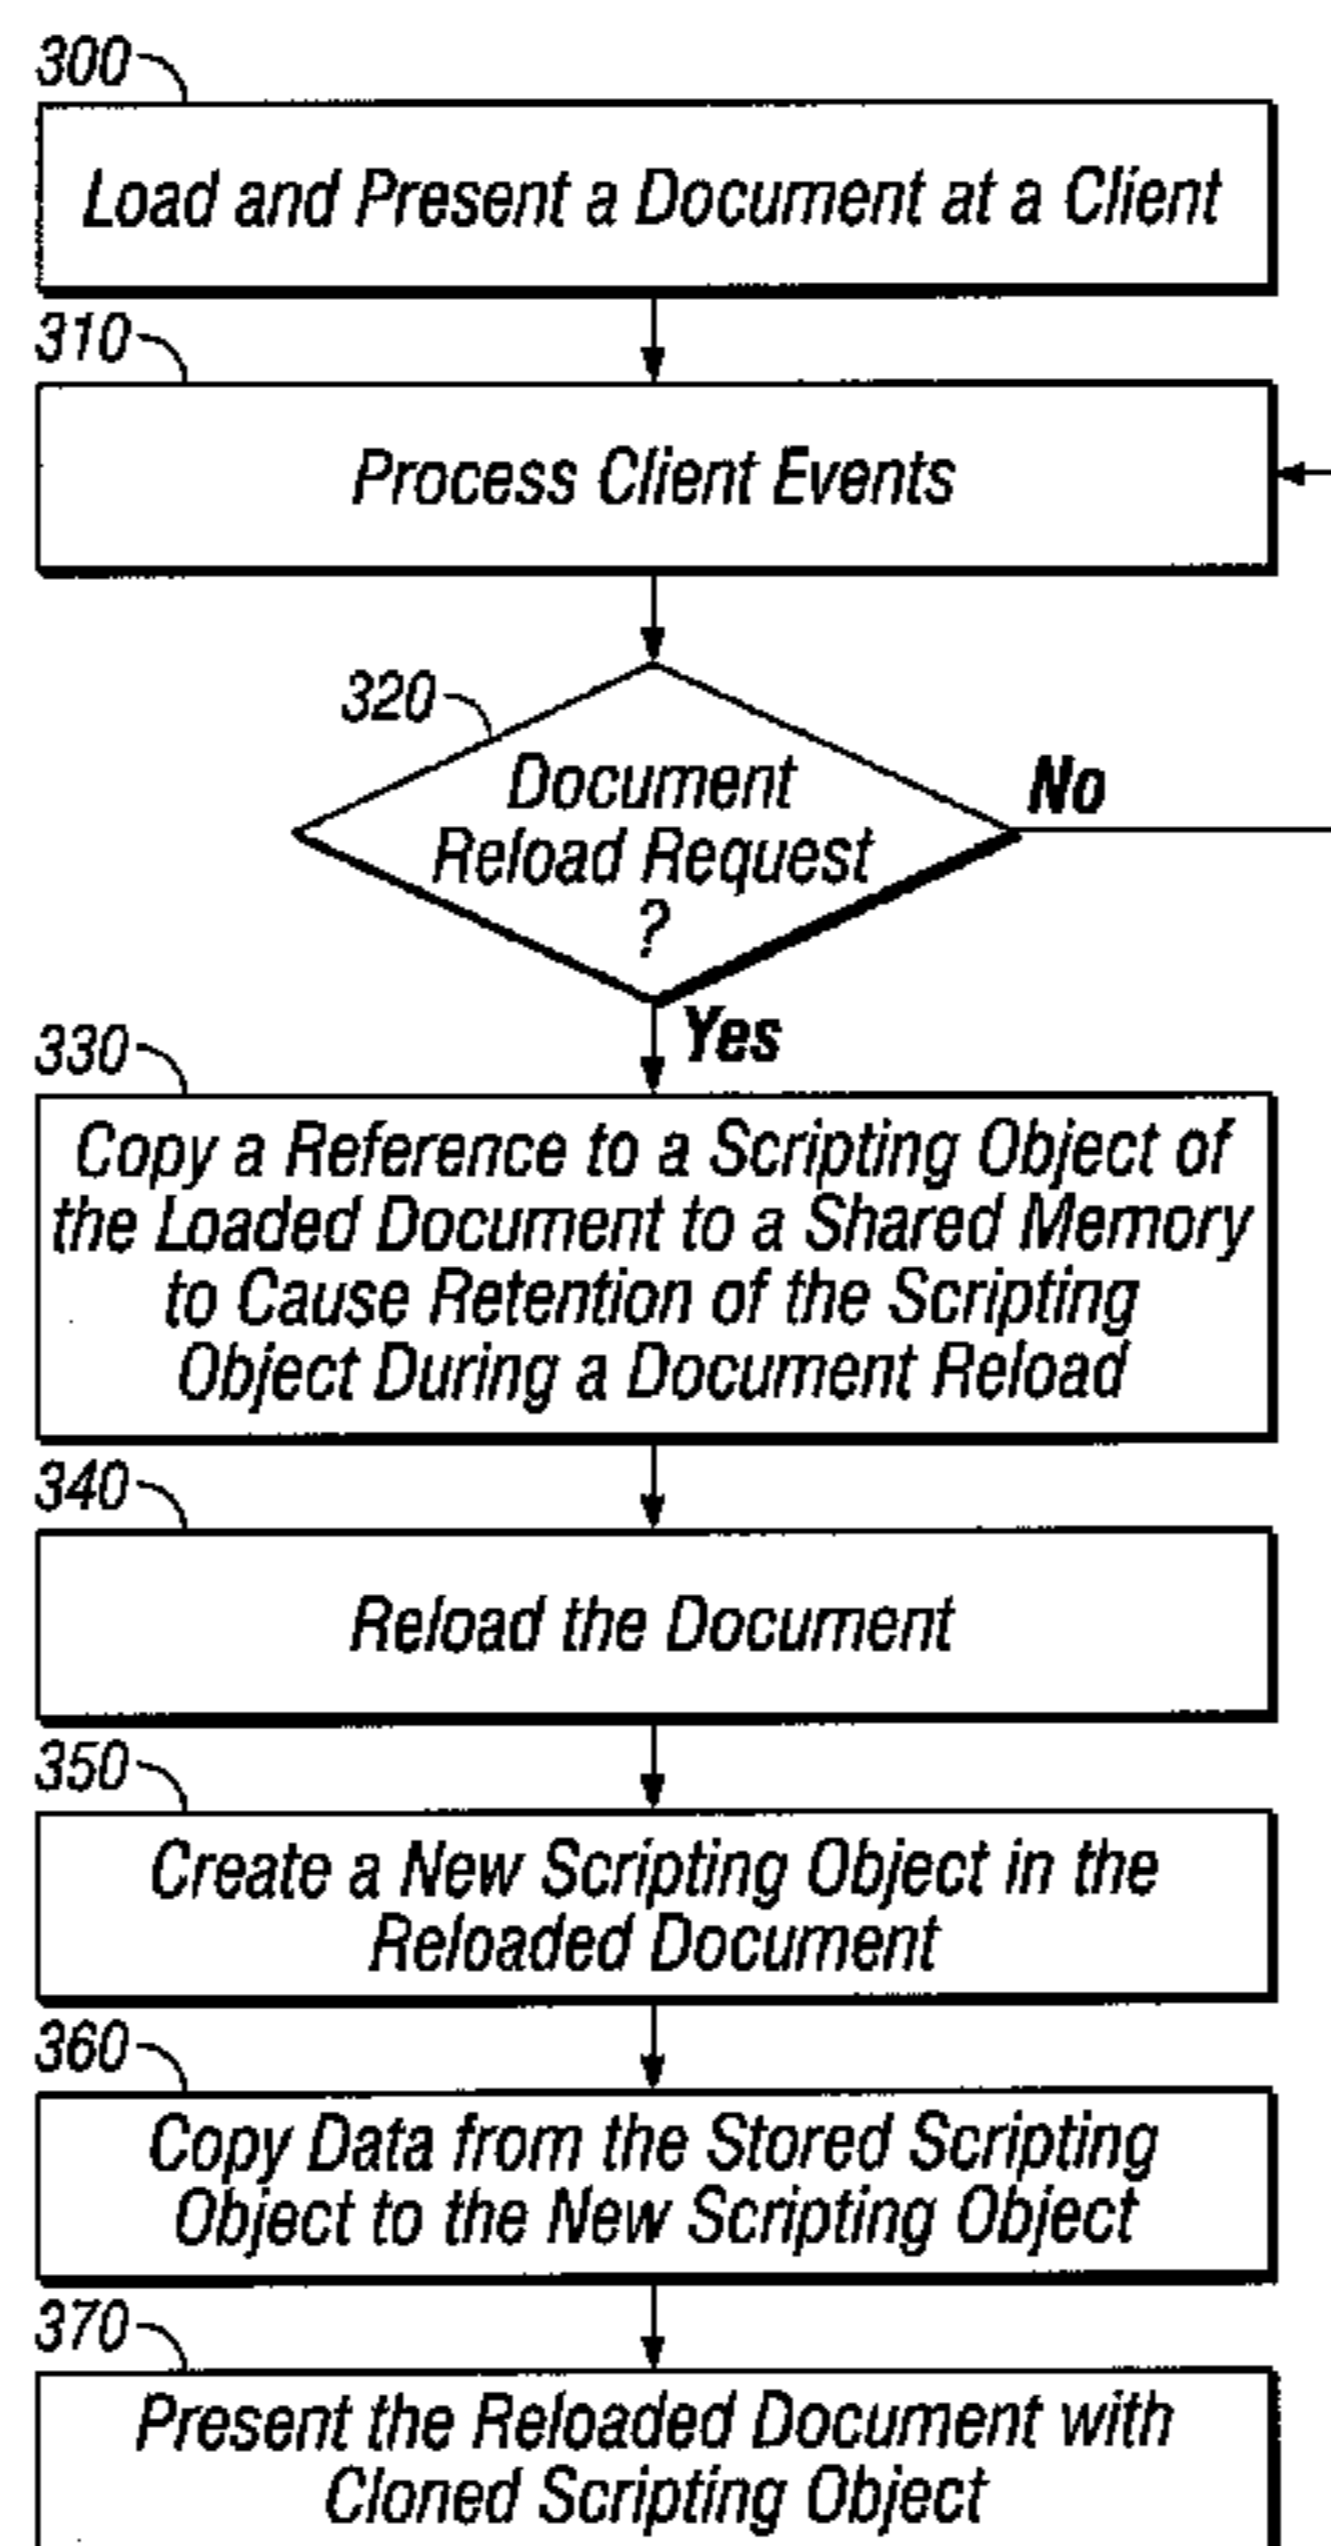 300
Load and Present a Document at a Client
310
Process Client Events
320
Document
Reload Request
?
No
Yes
330
Copy a Reference to a Scripting Object of
the Loaded Document to a Shared Memory
to Cause Retention of the Scripting
Object During a Document Reload
340
Reload the Document
350
Create a New Scripting Object in the
Reloaded Document
360
Copy Data from the Stored Scripting
Object to the New Scripting Object
370
Present the Reloaded Document with
Cloned Scripting Object